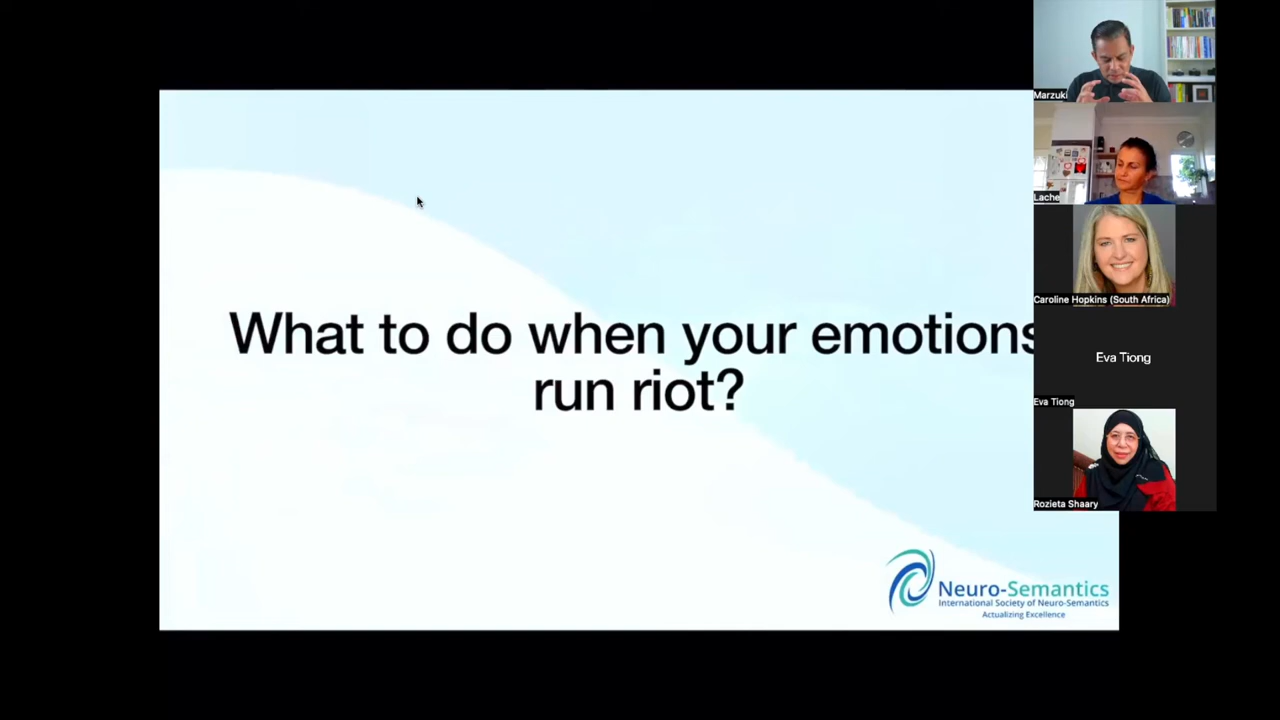 What to do when your emotions
run riot?
Neuro-Semantics
International Society of Neuro-Semantics
Actualizing Excellence
Marzuki
Lache
Caroline Hopkins (South Africa)
Eva Tiong
Eva Tiong
Rozieta Shaary